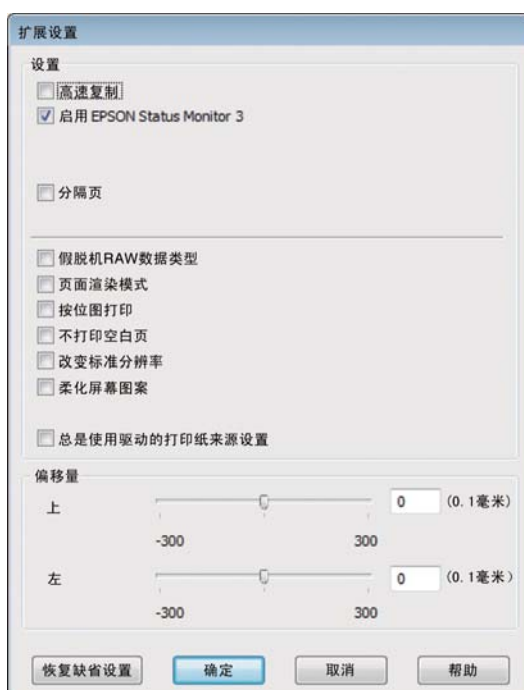 扩展设置
设置
高速复制
启用 EPSON Status Monitor 3
分隔页
假脱机RAW数据类型
页面渲染模式
按位图打印
不打印空白页
改变标准分辨率
柔化屏幕图案
总是使用驱动的打印纸来源设置
偏移量
上 0 (0.1毫米)
-300 300
左 0 (0.1毫米)
-300 300
恢复缺省设置 确定 取消 帮助